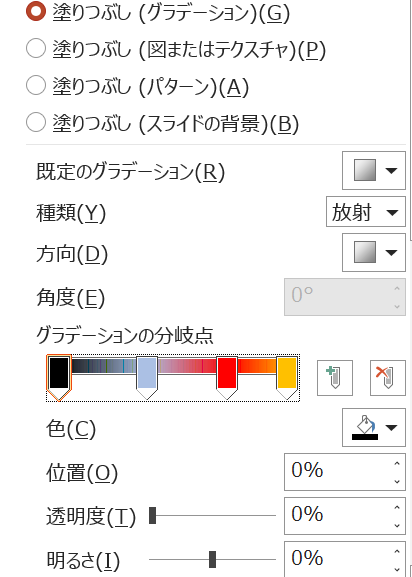 塗りつぶし (グラデーション)(G)
塗りつぶし (図またはテクスチャ)(P)
塗りつぶし (パターン)(A)
塗りつぶし (スライドの背景)(B)
既定のグラデーション(R)
種類(Y) 放射
方向(D)
角度(E) 0°
グラデーションの分岐点
色(C)
位置(O) 0%
透明度(T) 0%
明るさ(I) 0%